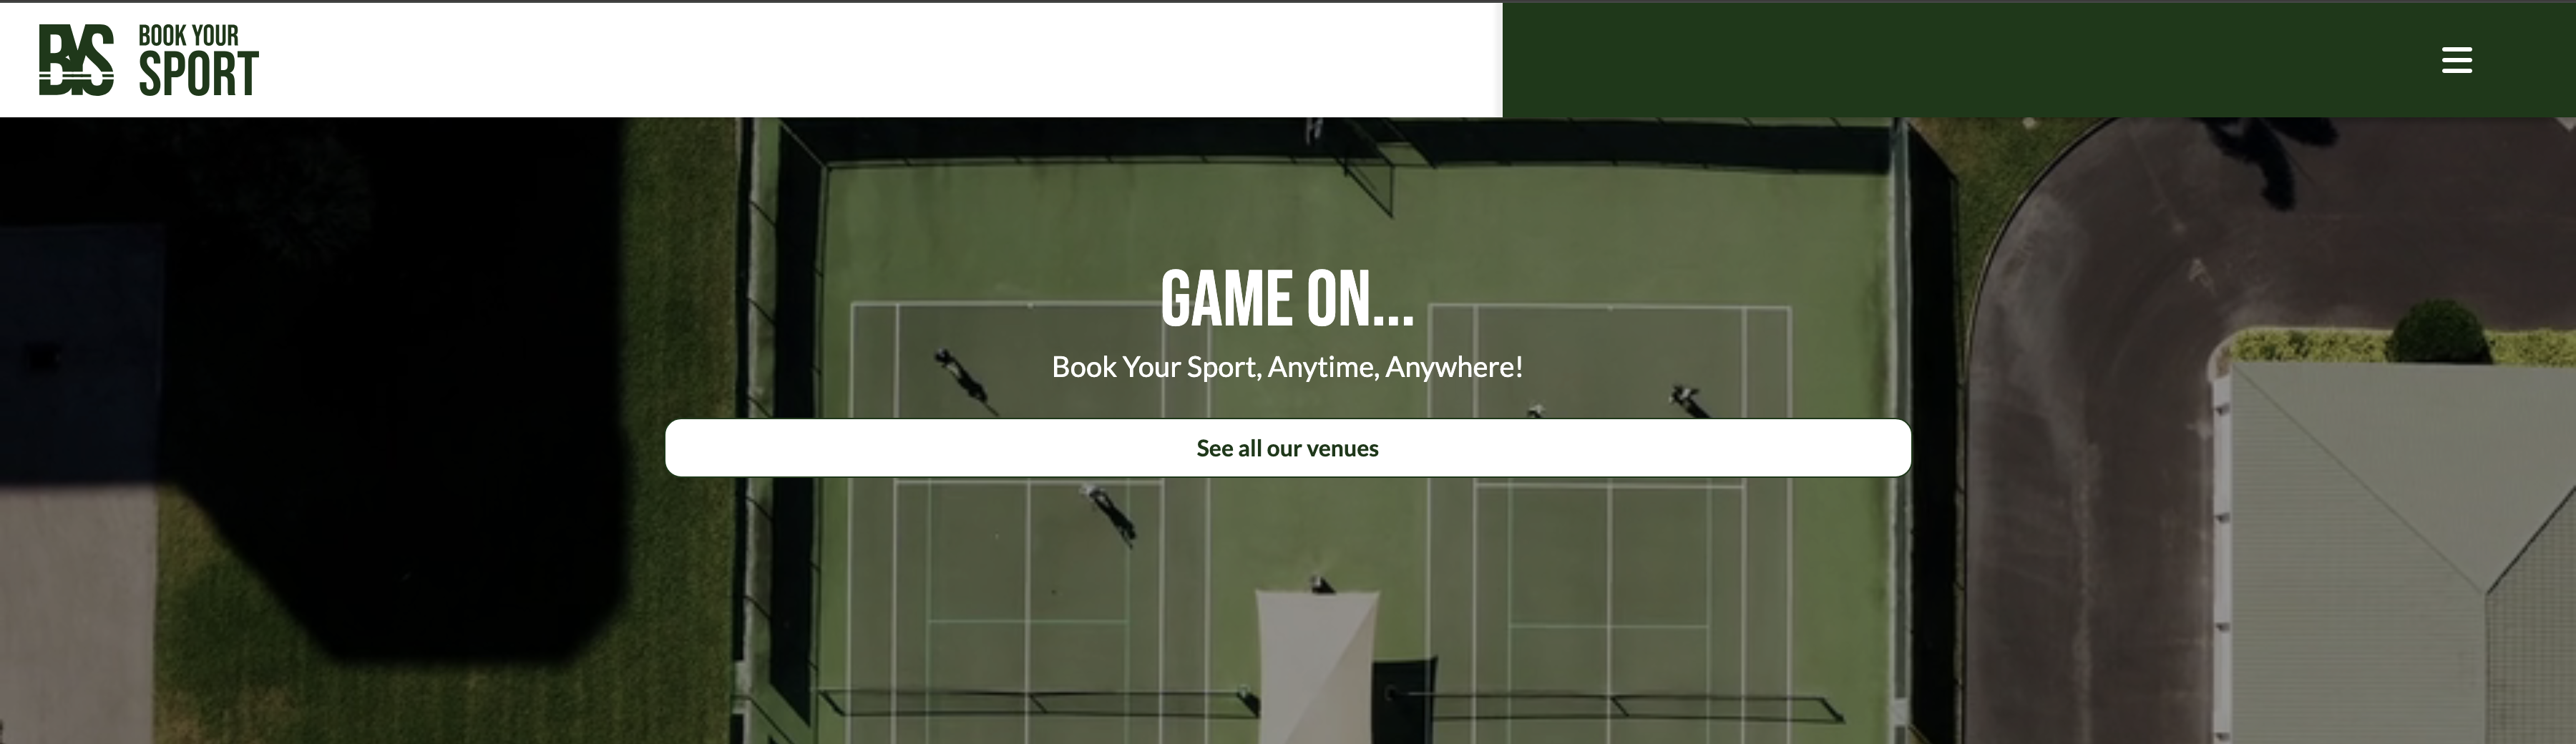 BYS
BOOK YOUR
SPORT
GAME ON...
Book Your Sport, Anytime, Anywhere!
See all our venues